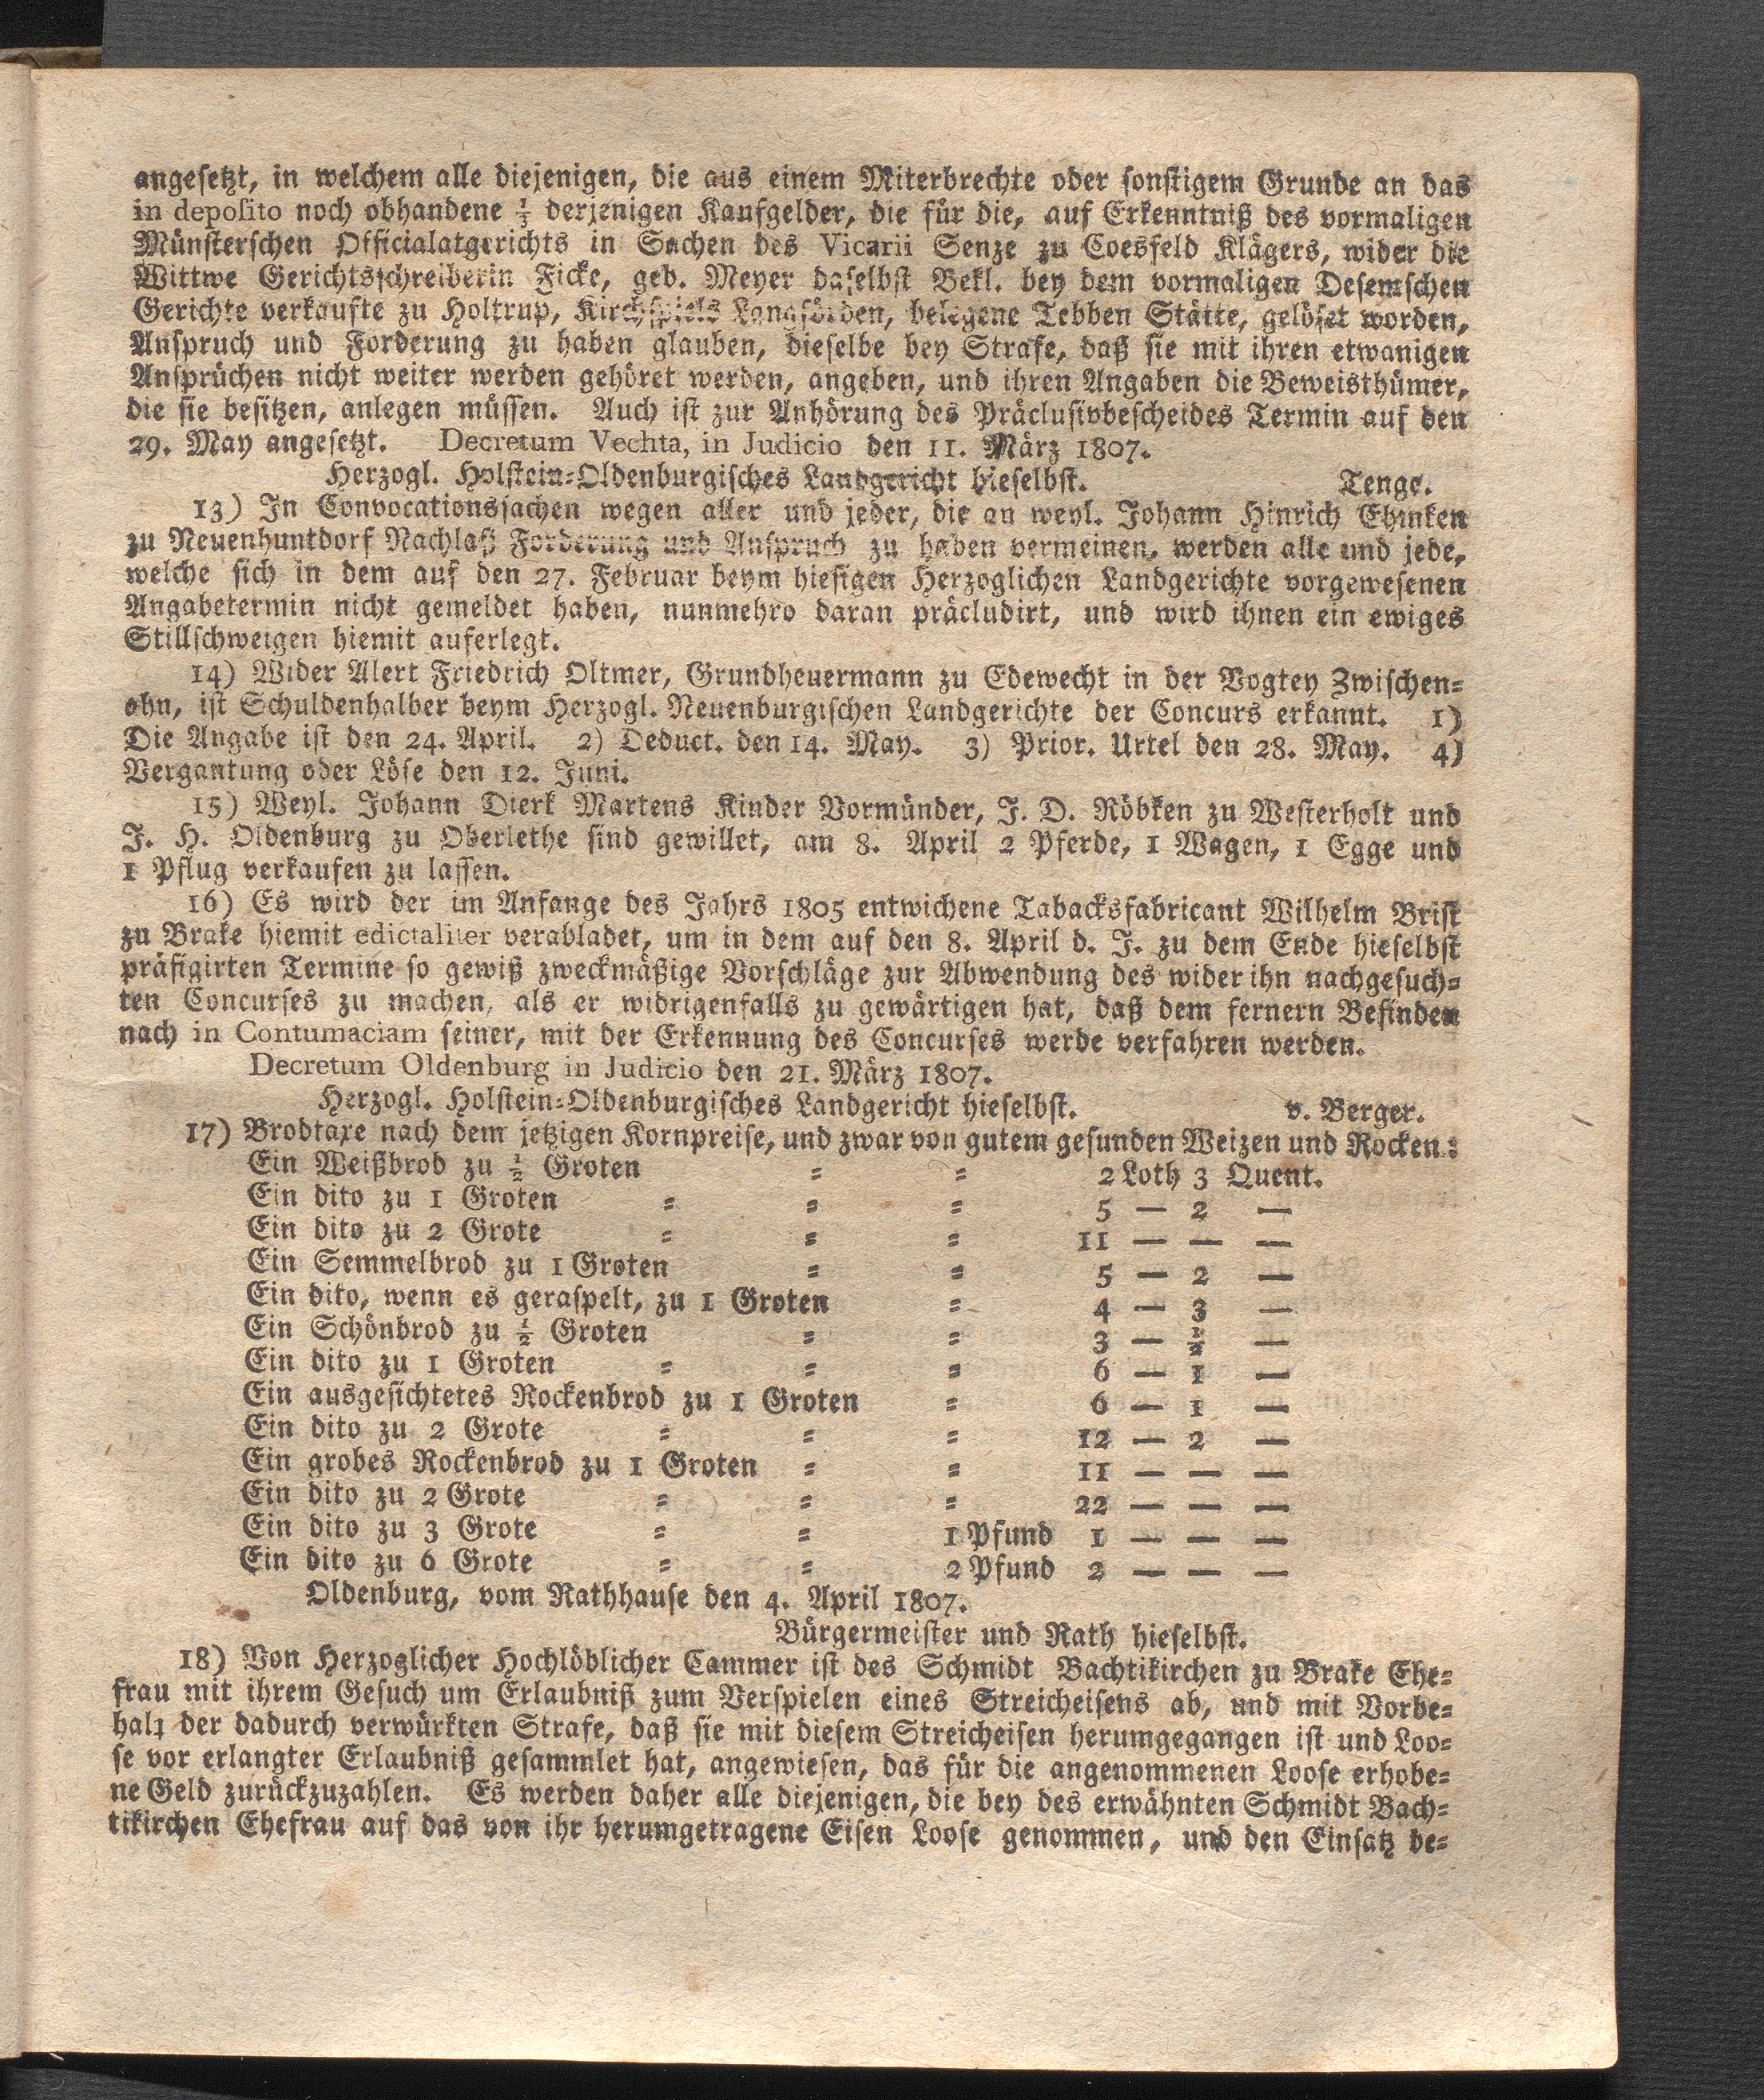 angesetzt, in welchem alle diejenigen, die aus einem Miterbrechte oder sonstigem Grunde an das
in deposito noch obhandene ⅓ derjenigen Kaufgelder, die für die, auf Erkenntniß des vormaligen
Münsterschen Officialatgerichts in Sachen des Vicarii Senze zu Coesfeld Klägers, wider die
Wittwe Gerichtsschreiberin Ficke, geb. Meyer daselbst Bekl. bey dem vormaligen Desemschen
Gerichte verkaufte zu Holtrup, Kirchspiels Langförden, belegene Tebben Stätte, gelöset worden,
Anspruch und Forderung zu haben glauben, dieselbe bey Strafe, daß sie mit ihren etwanigen
Ansprüchen nicht weiter werden gehöret werden, angeben, und ihren Angaben die Beweisthümer,
die sie besitzen, anlegen müssen. Auch ist zur Anhörung des Präclusivbescheides Termin auf den
29. May angesetzt. Decretum Vechta, in Judicio den 11. März 1807.
Herzogl. Holstein=Oldenburgisches Landgericht hieselbst. Tenge.
13) In Convocationssachen wegen aller und jeder, die an weyl. Johann Hinrich Ehmken
zu Neuenhuntdorf Nachlaß Forderung und Anspruch zu haben vermeinen, werden alle und jede,
welche sich in dem auf den 27. Februar beym hiesigen Herzoglichen Landgerichte vorgewesenen
Angabetermin nicht gemeldet haben, nunmehro daran präcludirt, und wird ihnen ein ewiges
Stillschweigen hiemit auferlegt.
14) Wider Alert Friedrich Oltmer, Grundheuermann zu Edewecht in der Vogtey Zwischen=
ahn, ist Schuldenhalber beym Herzogl. Neuenburgischen Landgerichte der Concurs erkannt. 1)
Die Angabe ist den 24. April. 2) Deduct. den 14. May. 3) Prior. Urtel den 28. May. 4)
Vergantung oder Löse den 12. Juni.
15) Weyl. Johann Dierk Martens Kinder Vormünder, J. D. Röbken zu Westerholt und
J. H. Oldenburg zu Oberlethe sind gewillet, am 8. April 2 Pferde, 1 Wagen, 1 Egge und
1 Pflug verkaufen zu lassen.
16) Es wird der im Anfange des Jahrs 1805 entwichene Tabacksfabricant Wilhelm Brist
zu Brake hiemit edictaliter verabladet, um in dem auf den 8. April d. J. zu dem Ende hieselbst
präfigirten Termine so gewiß zweckmäßige Vorschläge zur Abwendung des wider ihn nachgesuch=
ten Concurses zu machen, als er widrigenfalls zu gewärtigen hat, daß dem fernern Befinden
nach in Contumaciam seiner, mit der Erkennung des Concurses werde verfahren werden.
Decretum Oldenburg in Judicio den 21. März 1807.
Herzogl. Holstein=Oldenburgisches Landgericht hieselbst. v. Berger.
17) Brodtaxe nach dem jetzigen Kornpreise, und zwar von gutem gesunden Weizen und Rocken:
Ein Weißbrod zu ½ Groten = = 2 Loth 3 Quent.
Ein dito zu 1 Groten = = = 5 — 2 —
Ein dito zu 2 Grote = = = 11 — — —
Ein Semmelbrod zu 1 Groten = = 5 — 2 —
Ein dito, wenn es geraspelt, zu 1 Groten = 4 — 3 —
Ein Schönbrod zu ½ Groten = = 3 — ½ —
Ein dito zu 1 Groten = = = 6 — 1 —
Ein ausgesichtetes Rockenbrod zu 1 Groten = 6 — 1 —
Ein dito zu 2 Grote = = = 12 — 2 —
Ein grobes Rockenbrod zu 1 Groten = = 11 — — —
Ein dito zu 2 Grote = = = 22 — — —
Ein dito zu 3 Grote = = 1 Pfund 1 — — —
Ein dito zu 6 Grote = = 2 Pfund 2 — — —
Oldenburg, vom Rathhause den 4. April 1807.
Bürgermeister und Rath hieselbst.
18) Von Herzoglicher Hochlöblicher Cammer ist des Schmidt Bachtikirchen zu Brake Ehe=
frau mit ihrem Gesuch um Erlaubniß zum Verspielen eines Streicheisens ab, und mit Vorbe=
halt der dadurch verwürkten Strafe, daß sie mit diesem Streicheisen herumgegangen ist und Loo=
se vor erlangter Erlaubniß gesammlet hat, angewiesen, das für die angenommenen Loose erhobe=
ne Geld zurückzuzahlen. Es werden daher alle diejenigen, die bey des erwähnten Schmidt Bach=
tikirchen Ehefrau auf das von ihr herumgetragene Eisen Loose genommen, und den Einsatz be=